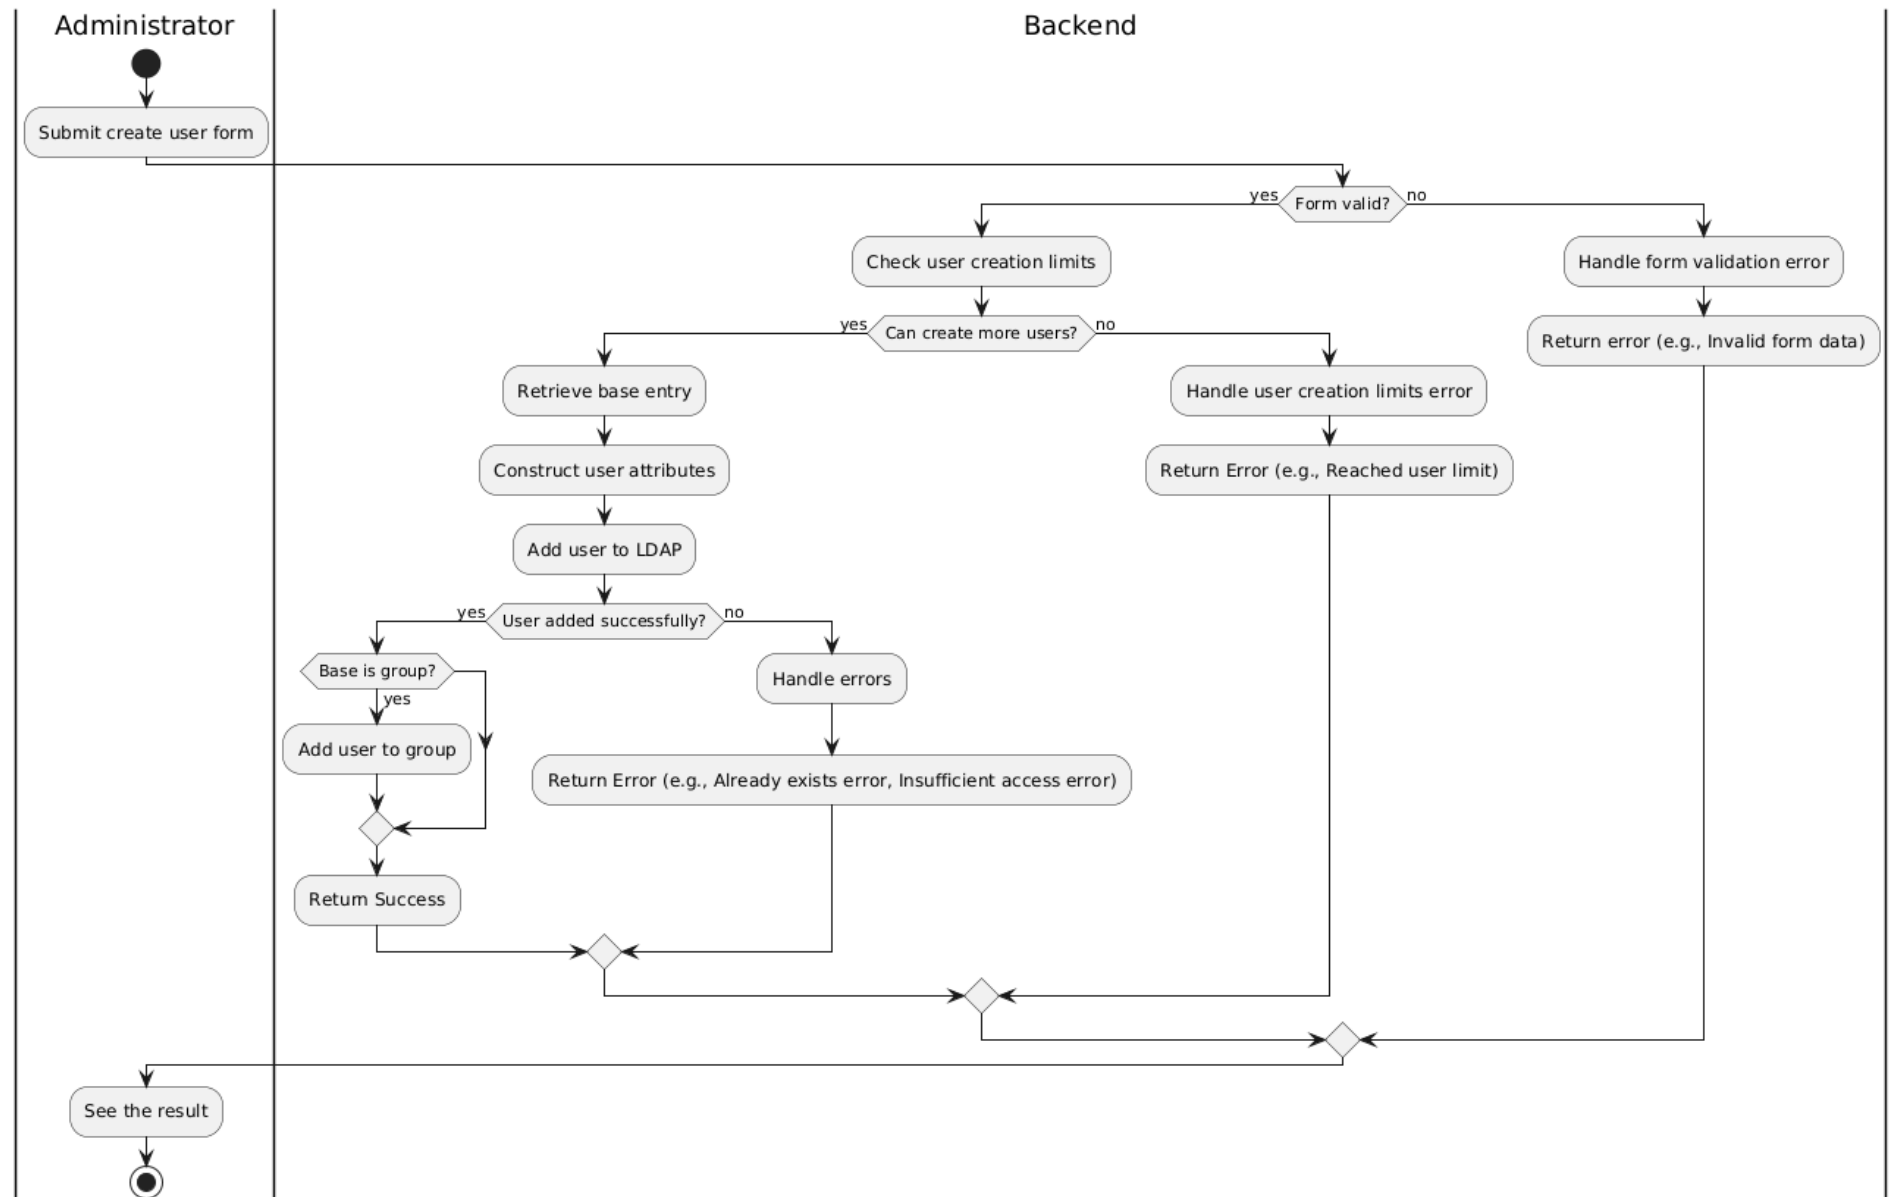 Administrator
Backend
Submit create user form
yes
Form valid?
no
Check user creation limits
Handle form validation error
yes
Can create more users?
no
Return error (e.g., Invalid form data)
Retrieve base entry
Handle user creation limits error
Construct user attributes
Return Error (e.g., Reached user limit)
Add user to LDAP
yes
User added successfully?
no
Base is group?
Handle errors
yes
Add user to group
Return Error (e.g., Already exists error, Insufficient access error)
Return Success
See the result